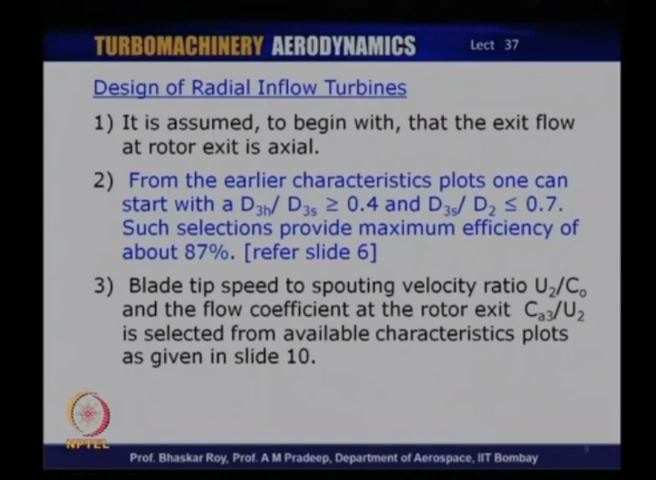 TURBOMACHINERY AERODYNAMICS Lect 37
Design of Radial Inflow Turbines
1) It is assumed, to begin with, that the exit flow
at rotor exit is axial.
2) From the earlier characteristics plots one can
start with a D3h/ D3s ≥ 0.4 and D3s/ D2 ≤ 0.7.
Such selections provide maximum efficiency of
about 87%. [refer slide 6]
3) Blade tip speed to spouting velocity ratio U2/Co
and the flow coefficient at the rotor exit Ca3/U2
is selected from available characteristics plots
as given in slide 10.
NPTEL
Prof. Bhaskar Roy, Prof. A M Pradeep, Department of Aerospace, IIT Bombay